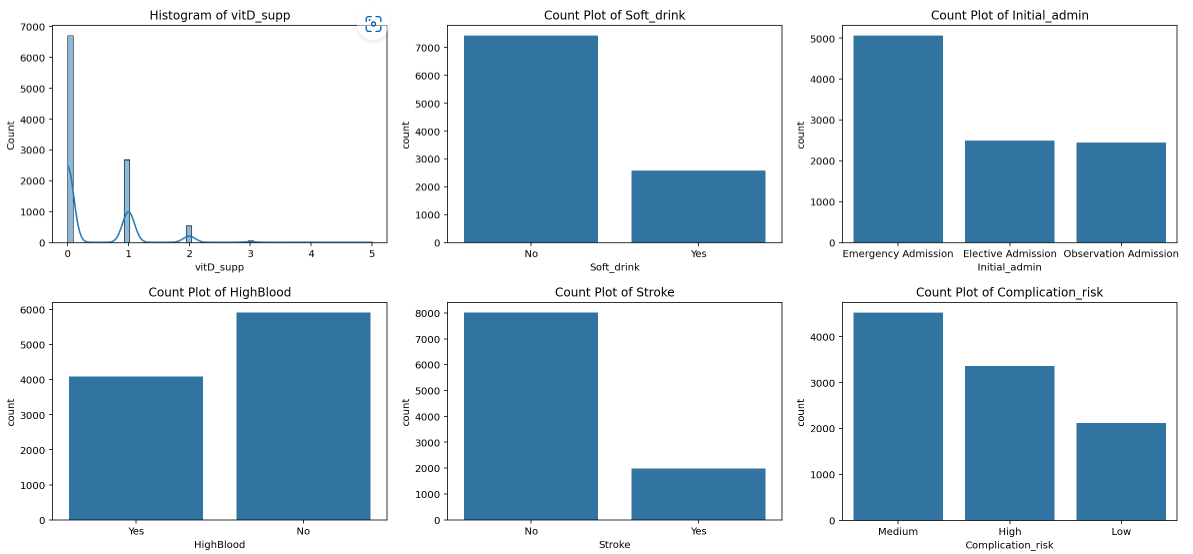 Histogram of vitD_supp
7000
6000
5000
4000
3000
2000
1000
0
Count
0 1 2 3 4 5
vitD_supp
Count Plot of Soft_drink
7000
6000
5000
4000
3000
2000
1000
0
count
No Yes
Soft_drink
Count Plot of Initial_admin
5000
4000
3000
2000
1000
0
count
Emergency Admission Elective Admission Observation Admission
Initial_admin
Count Plot of HighBlood
6000
5000
4000
3000
2000
1000
0
count
Yes No
HighBlood
Count Plot of Stroke
8000
7000
6000
5000
4000
3000
2000
1000
0
count
No Yes
Stroke
Count Plot of Complication_risk
4000
3000
2000
1000
0
count
Medium High Low
Complication_risk